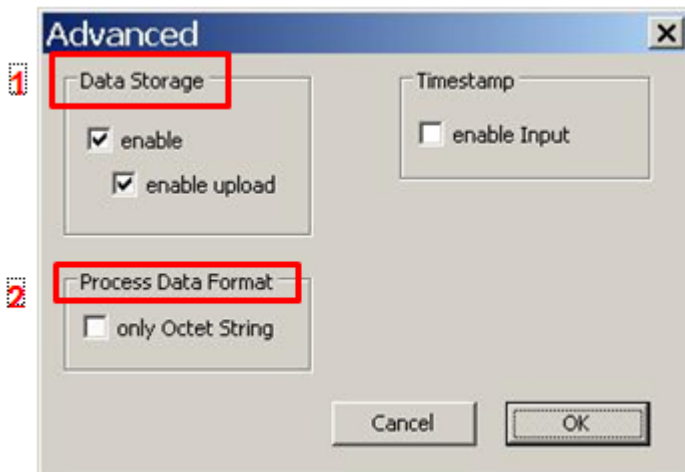 Advanced
1
Data Storage
Timestamp
enable
enable Input
enable upload
2
Process Data Format
only Octet String
Cancel
OK